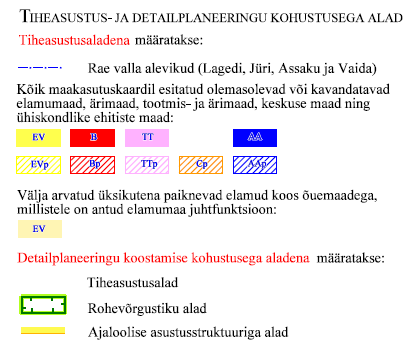 TIHEASUSTUS- JA DETAILPLANEERINGU KOHUSTUSEGA ALAD
Tiheasustusaladena määratakse:
Rae valla alevikud (Lagedi, Jüri, Assaku ja Vaida)
Kõik maakasutuskaardil esitatud olemasolevad või kavandatavad
elamumaad, ärimaad, tootmis- ja ärimaad, keskuse maad ning
ühiskondlike ehitiste maad:
EV B TT AA
EVp Bp TTp Cp AAp
Välja arvatud üksikutena paiknevad elamud koos õuemaadega,
millistele on antud elamumaa juhtfunktsioon:
EV
Detailplaneeringu koostamise kohustusega aladena määratakse:
Tiheasustusalad
Rohevõrgustiku alad
Ajaloolise asustusstruktuuriga alad